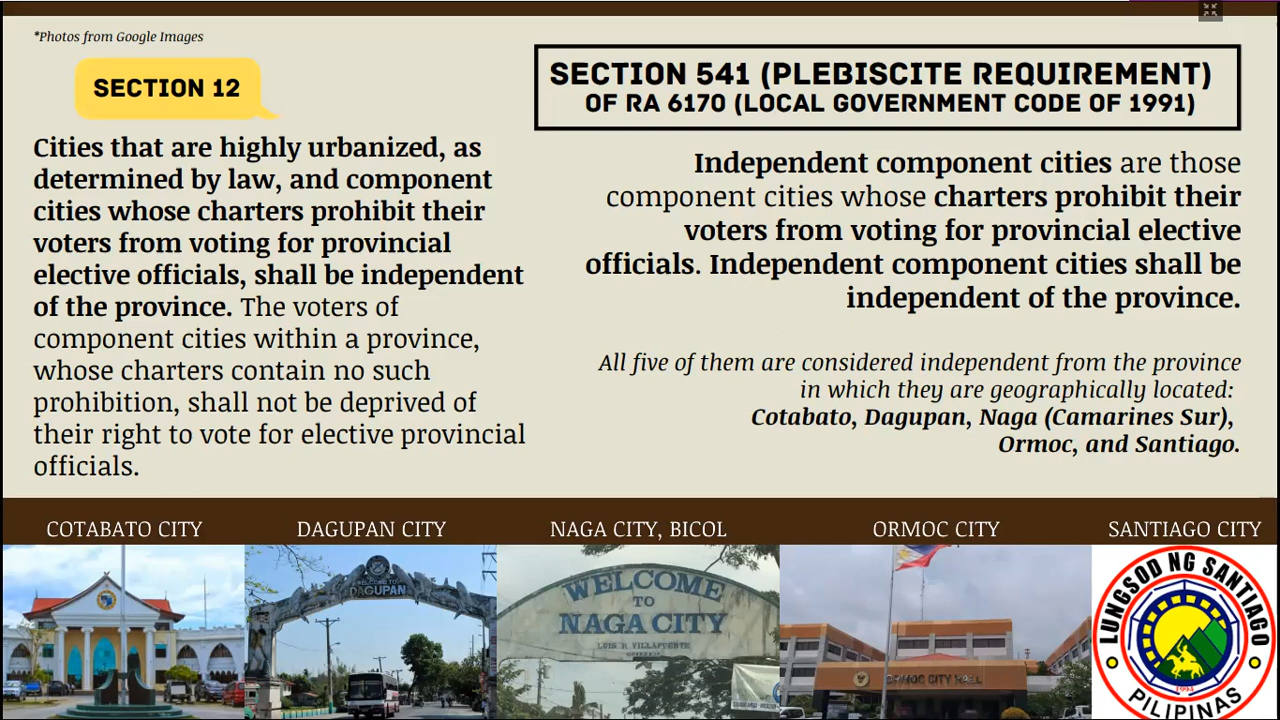 *Photos from Google Images
SECTION 12
Cities that are highly urbanized, as
determined by law, and component
cities whose charters prohibit their
voters from voting for provincial
elective officials, shall be independent
of the province. The voters of
component cities within a province,
whose charters contain no such
prohibition, shall not be deprived of
their right to vote for elective provincial
officials.
SECTION 541 (PLEBISCITE REQUIREMENT)
OF RA 6170 (LOCAL GOVERNMENT CODE OF 1991)
Independent component cities are those
component cities whose charters prohibit their
voters from voting for provincial elective
officials. Independent component cities shall be
independent of the province.
All five of them are considered independent from the province
in which they are geographically located:
Cotabato, Dagupan, Naga (Camarines Sur),
Ormoc, and Santiago.
COTABATO CITY
DAGUPAN CITY
NAGA CITY, BICOL
ORMOC CITY
SANTIAGO CITY
WELCOME TO
DAGUPAN
WELCOME
TO
NAGA CITY
LUIS R VILLAFUERTE
ORMOC CITY HALL
LUNGSOD NG SANTIAGO
1994
PILIPINAS